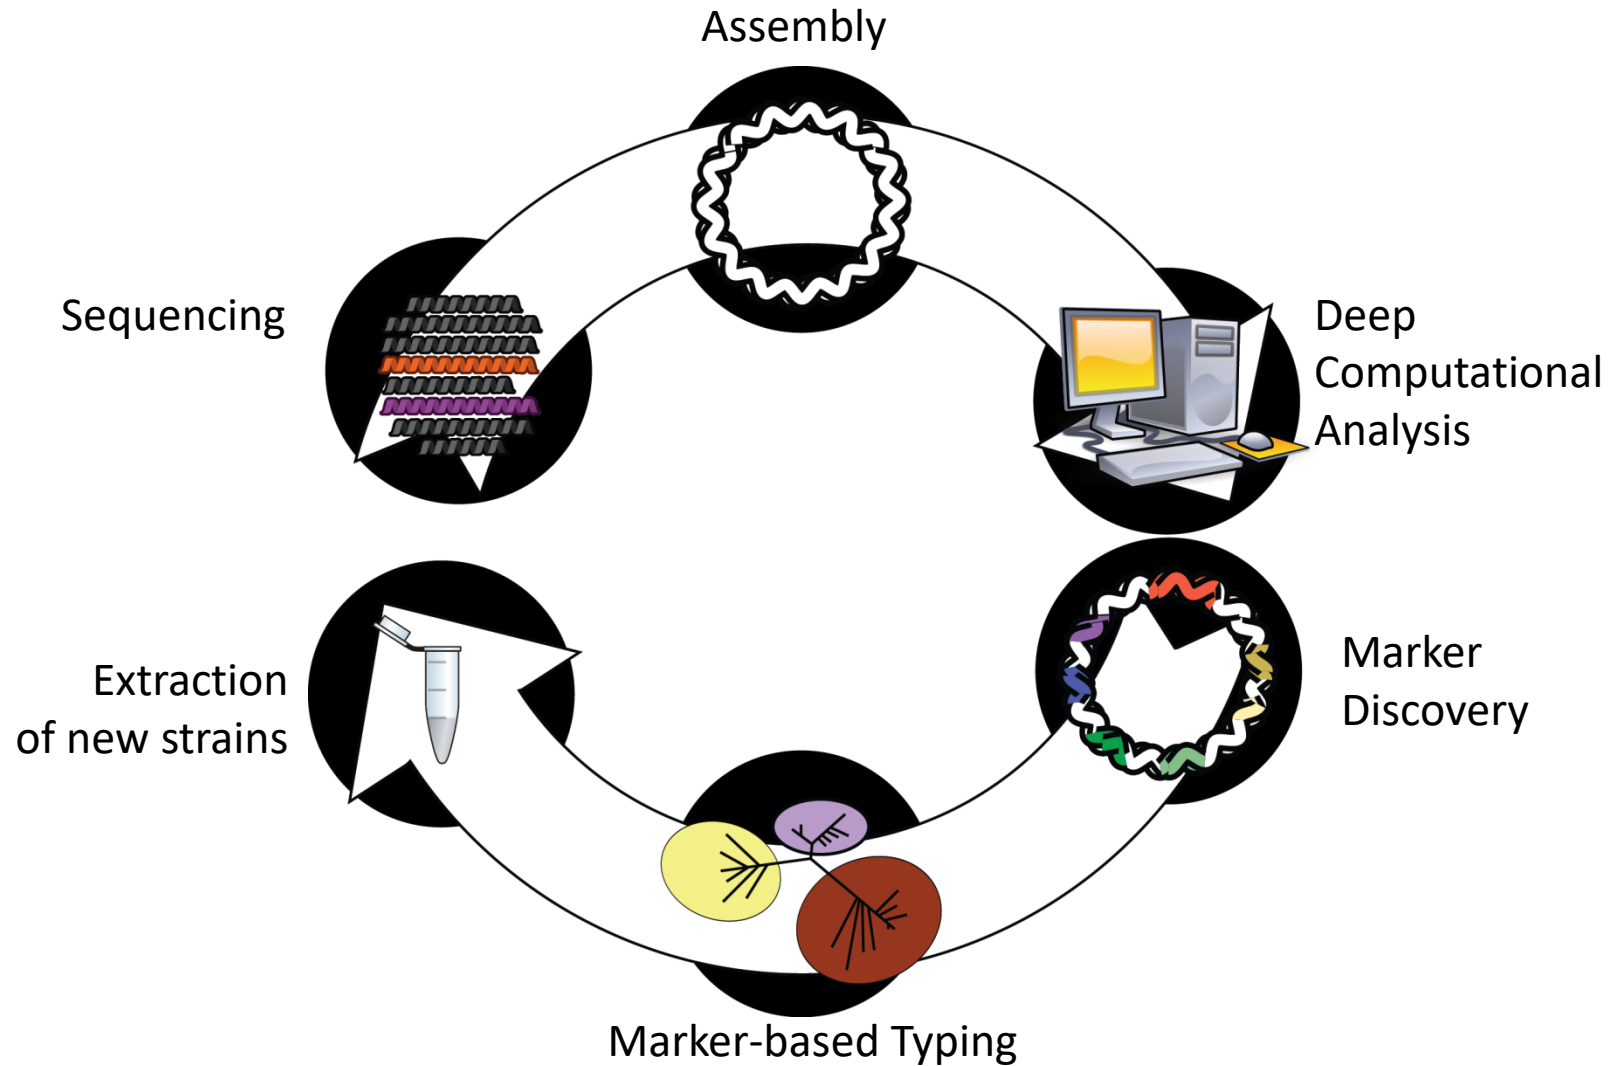 Assembly
Sequencing
Deep
Computational
Analysis
Extraction
of new strains
Marker
Discovery
Marker-based Typing